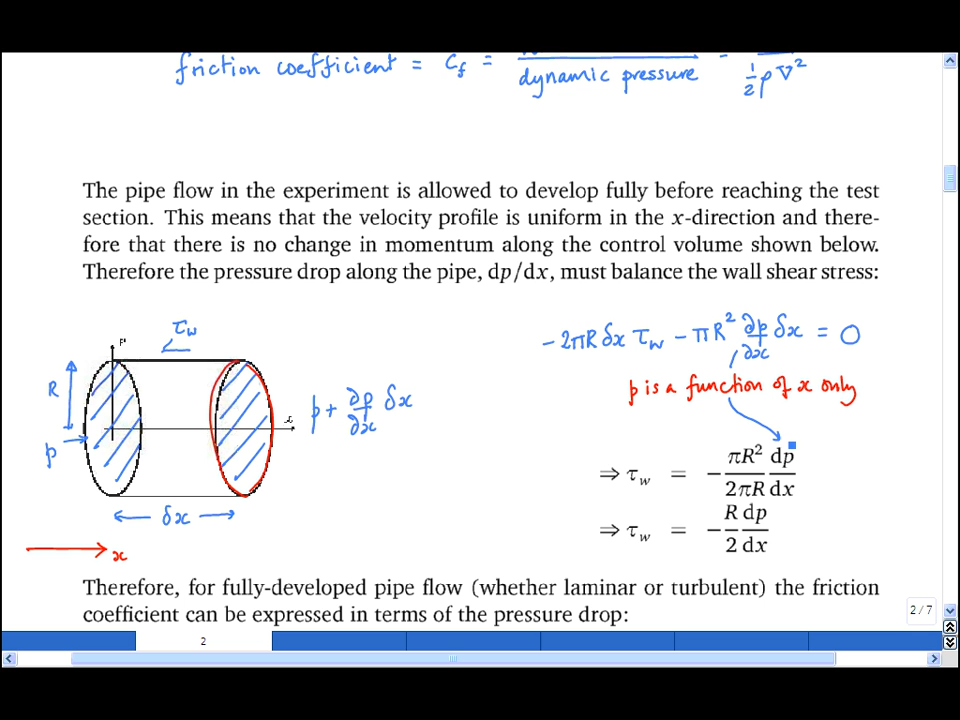 friction coefficient = C_f = dynamic pressure ½ρV²
The pipe flow in the experiment is allowed to develop fully before reaching the test
section. This means that the velocity profile is uniform in the x-direction and there-
fore that there is no change in momentum along the control volume shown below.
Therefore the pressure drop along the pipe, dp/dx, must balance the wall shear stress:
τ_w
r
R
p
x
p + ∂p/∂x δx
δx
x
- 2πR δx τ_w - πR² ∂p/∂x δx = 0
p is a function of x only
⇒ τ_w = -πR²/2πR dp/dx
⇒ τ_w = -R/2 dp/dx
Therefore, for fully-developed pipe flow (whether laminar or turbulent) the friction
coefficient can be expressed in terms of the pressure drop:
2 / 7
2